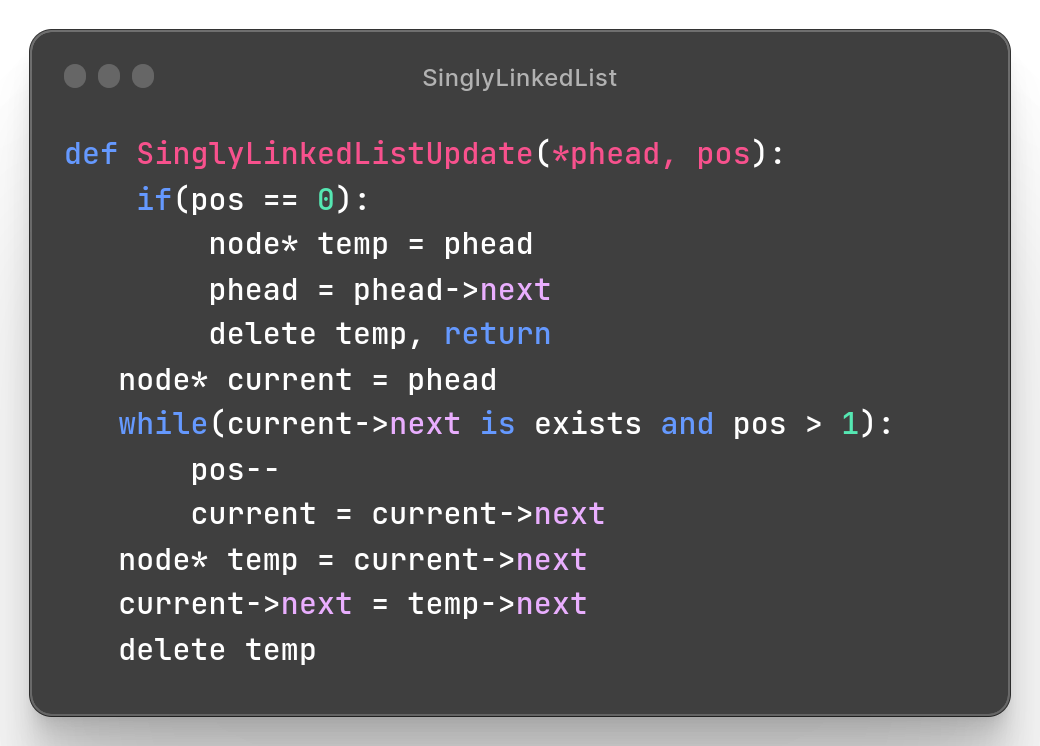 SinglyLinkedList
def SinglyLinkedListUpdate(*phead, pos):
    if(pos == 0):
        node* temp = phead
        phead = phead->next
        delete temp, return
   node* current = phead
   while(current->next is exists and pos > 1):
       pos--
       current = current->next
   node* temp = current->next
   current->next = temp->next
   delete temp